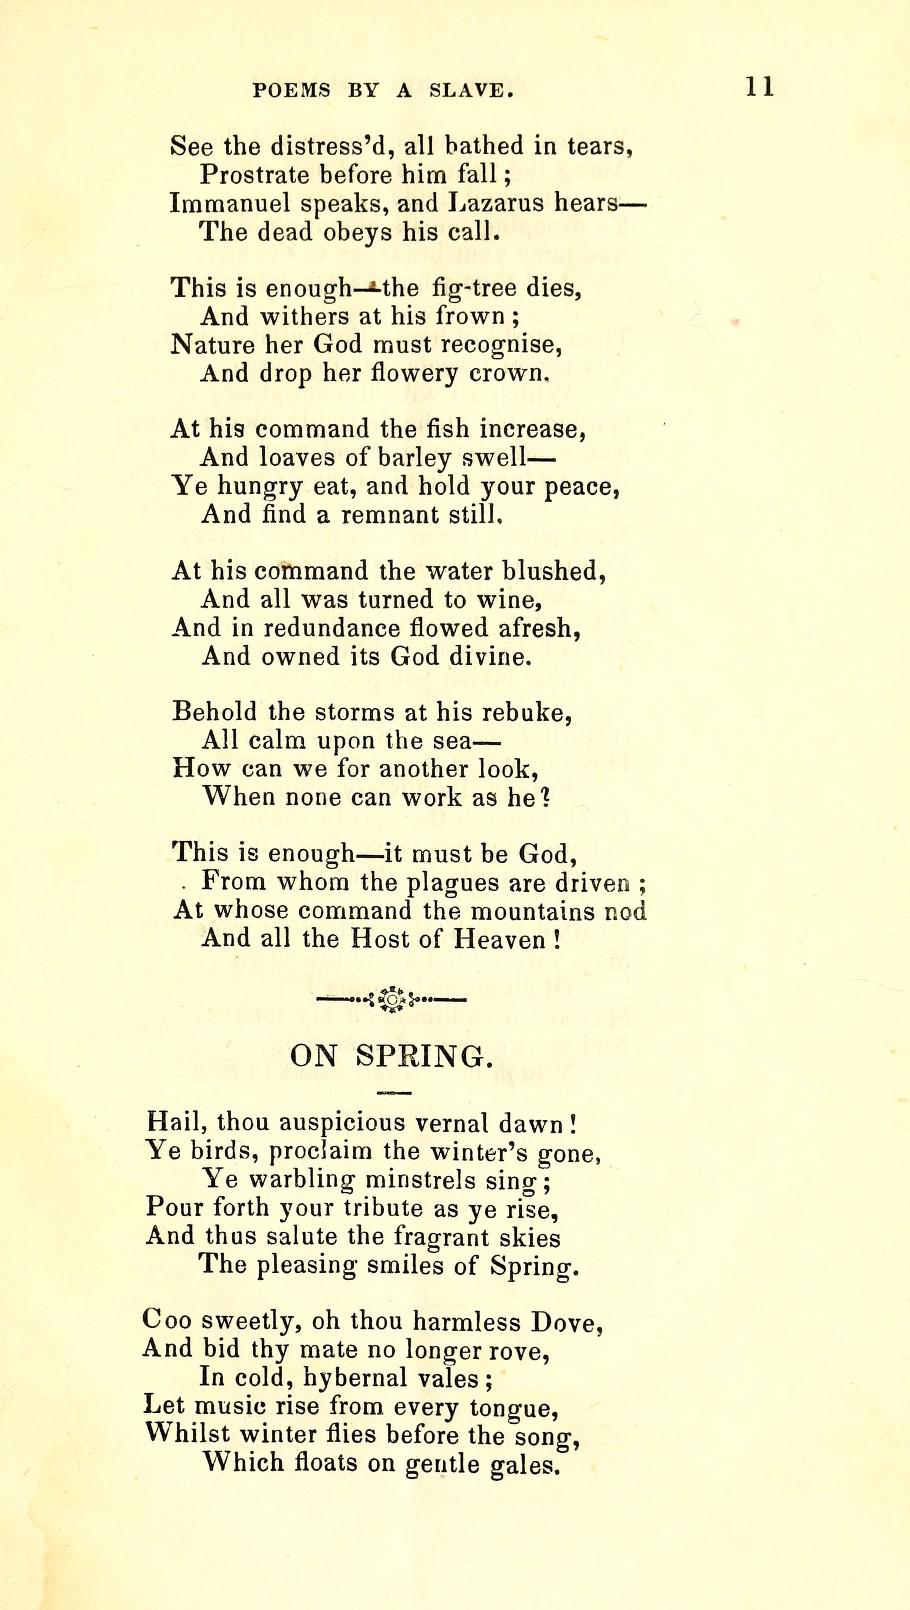 POEMS BY A SLAVE. 11
See the distress'd, all bathed in tears,
Prostrate before him fall;
Immanuel speaks, and Lazarus hears—
The dead obeys his call.
This is enough—the fig-tree dies,
And withers at his frown;
Nature her God must recognise,
And drop her flowery crown.
At his command the fish increase,
And loaves of barley swell—
Ye hungry eat, and hold your peace,
And find a remnant still.
At his command the water blushed,
And all was turned to wine,
And in redundance flowed afresh,
And owned its God divine.
Behold the storms at his rebuke,
All calm upon the sea—
How can we for another look,
When none can work as he?
This is enough—it must be God,
From whom the plagues are driven;
At whose command the mountains nod
And all the Host of Heaven!
ON SPRING.
Hail, thou auspicious vernal dawn!
Ye birds, proclaim the winter's gone,
Ye warbling minstrels sing;
Pour forth your tribute as ye rise,
And thus salute the fragrant skies
The pleasing smiles of Spring.
Coo sweetly, oh thou harmless Dove,
And bid thy mate no longer rove,
In cold, hybernal vales;
Let music rise from every tongue,
Whilst winter flies before the song,
Which floats on gentle gales.